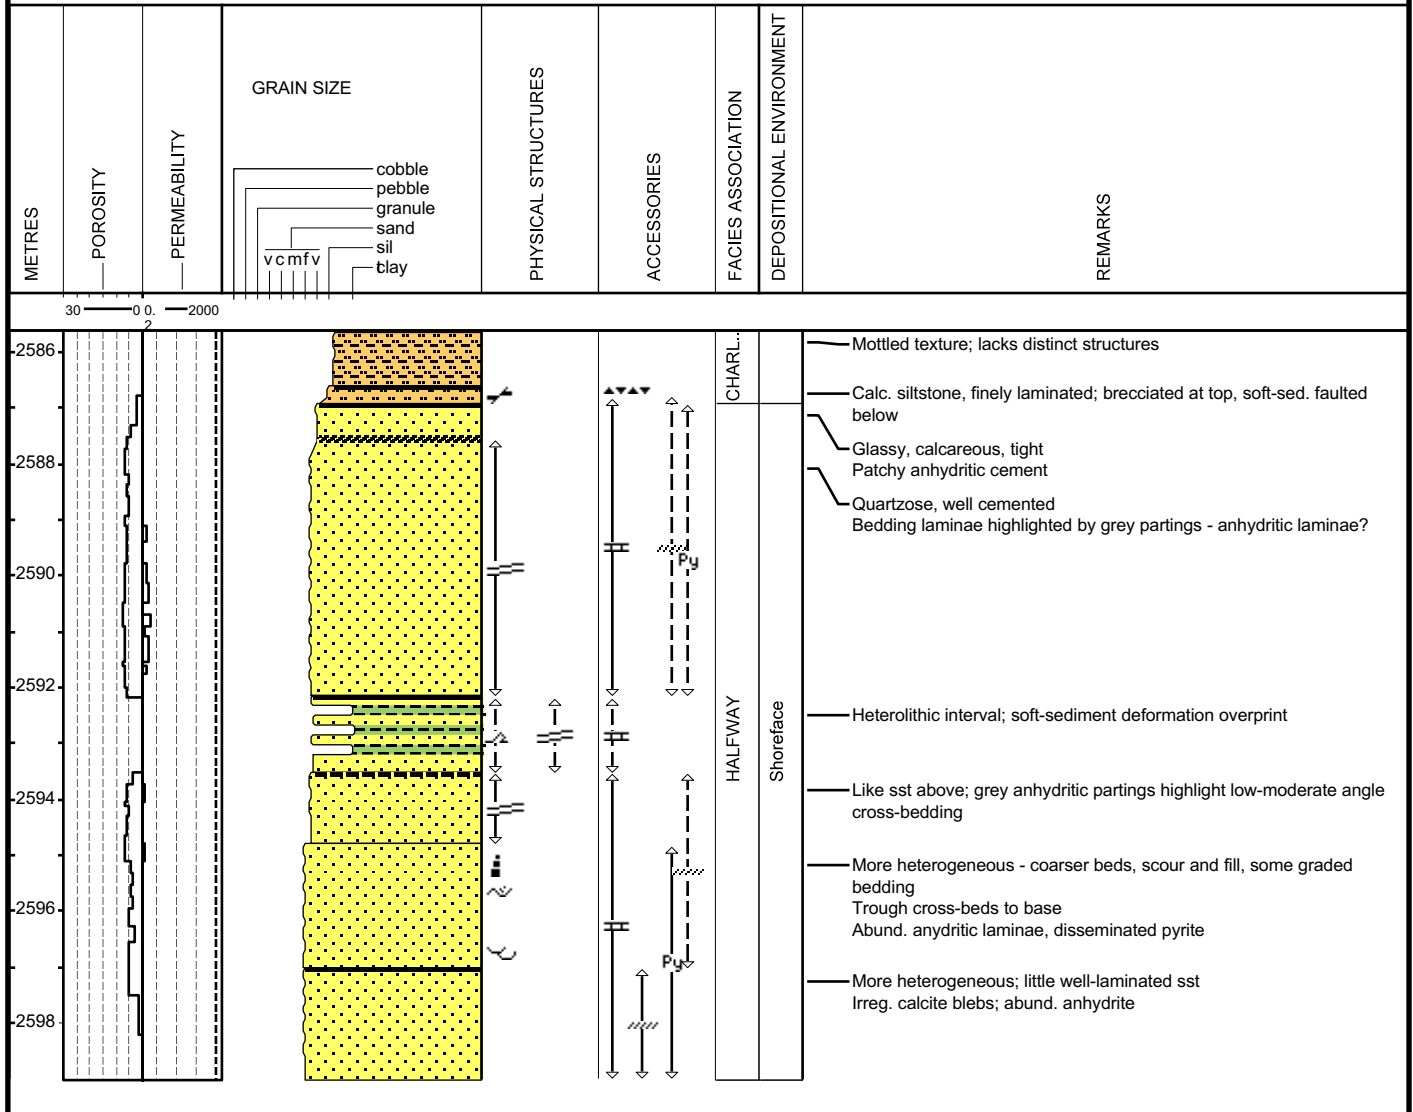 METRES
POROSITY
PERMEABILITY
GRAIN SIZE
cobble
pebble
granule
sand
sil
v c m f v
clay
PHYSICAL STRUCTURES
ACCESSORIES
FACIES ASSOCIATION
DEPOSITIONAL ENVIRONMENT
REMARKS
30
0
0.
2
2000
2586
2588
2590
2592
2594
2596
2598
CHARL..
HALFWAY
Shoreface
Py
Py
Mottled texture; lacks distinct structures
Calc. siltstone, finely laminated; brecciated at top, soft-sed. faulted
below
Glassy, calcareous, tight
Patchy anhydritic cement
Quartzose, well cemented
Bedding laminae highlighted by grey partings - anhydritic laminae?
Heterolithic interval; soft-sediment deformation overprint
Like sst above; grey anhydritic partings highlight low-moderate angle
cross-bedding
More heterogeneous - coarser beds, scour and fill, some graded
bedding
Trough cross-beds to base
Abund. anydritic laminae, disseminated pyrite
More heterogeneous; little well-laminated sst
Irreg. calcite blebs; abund. anhydrite